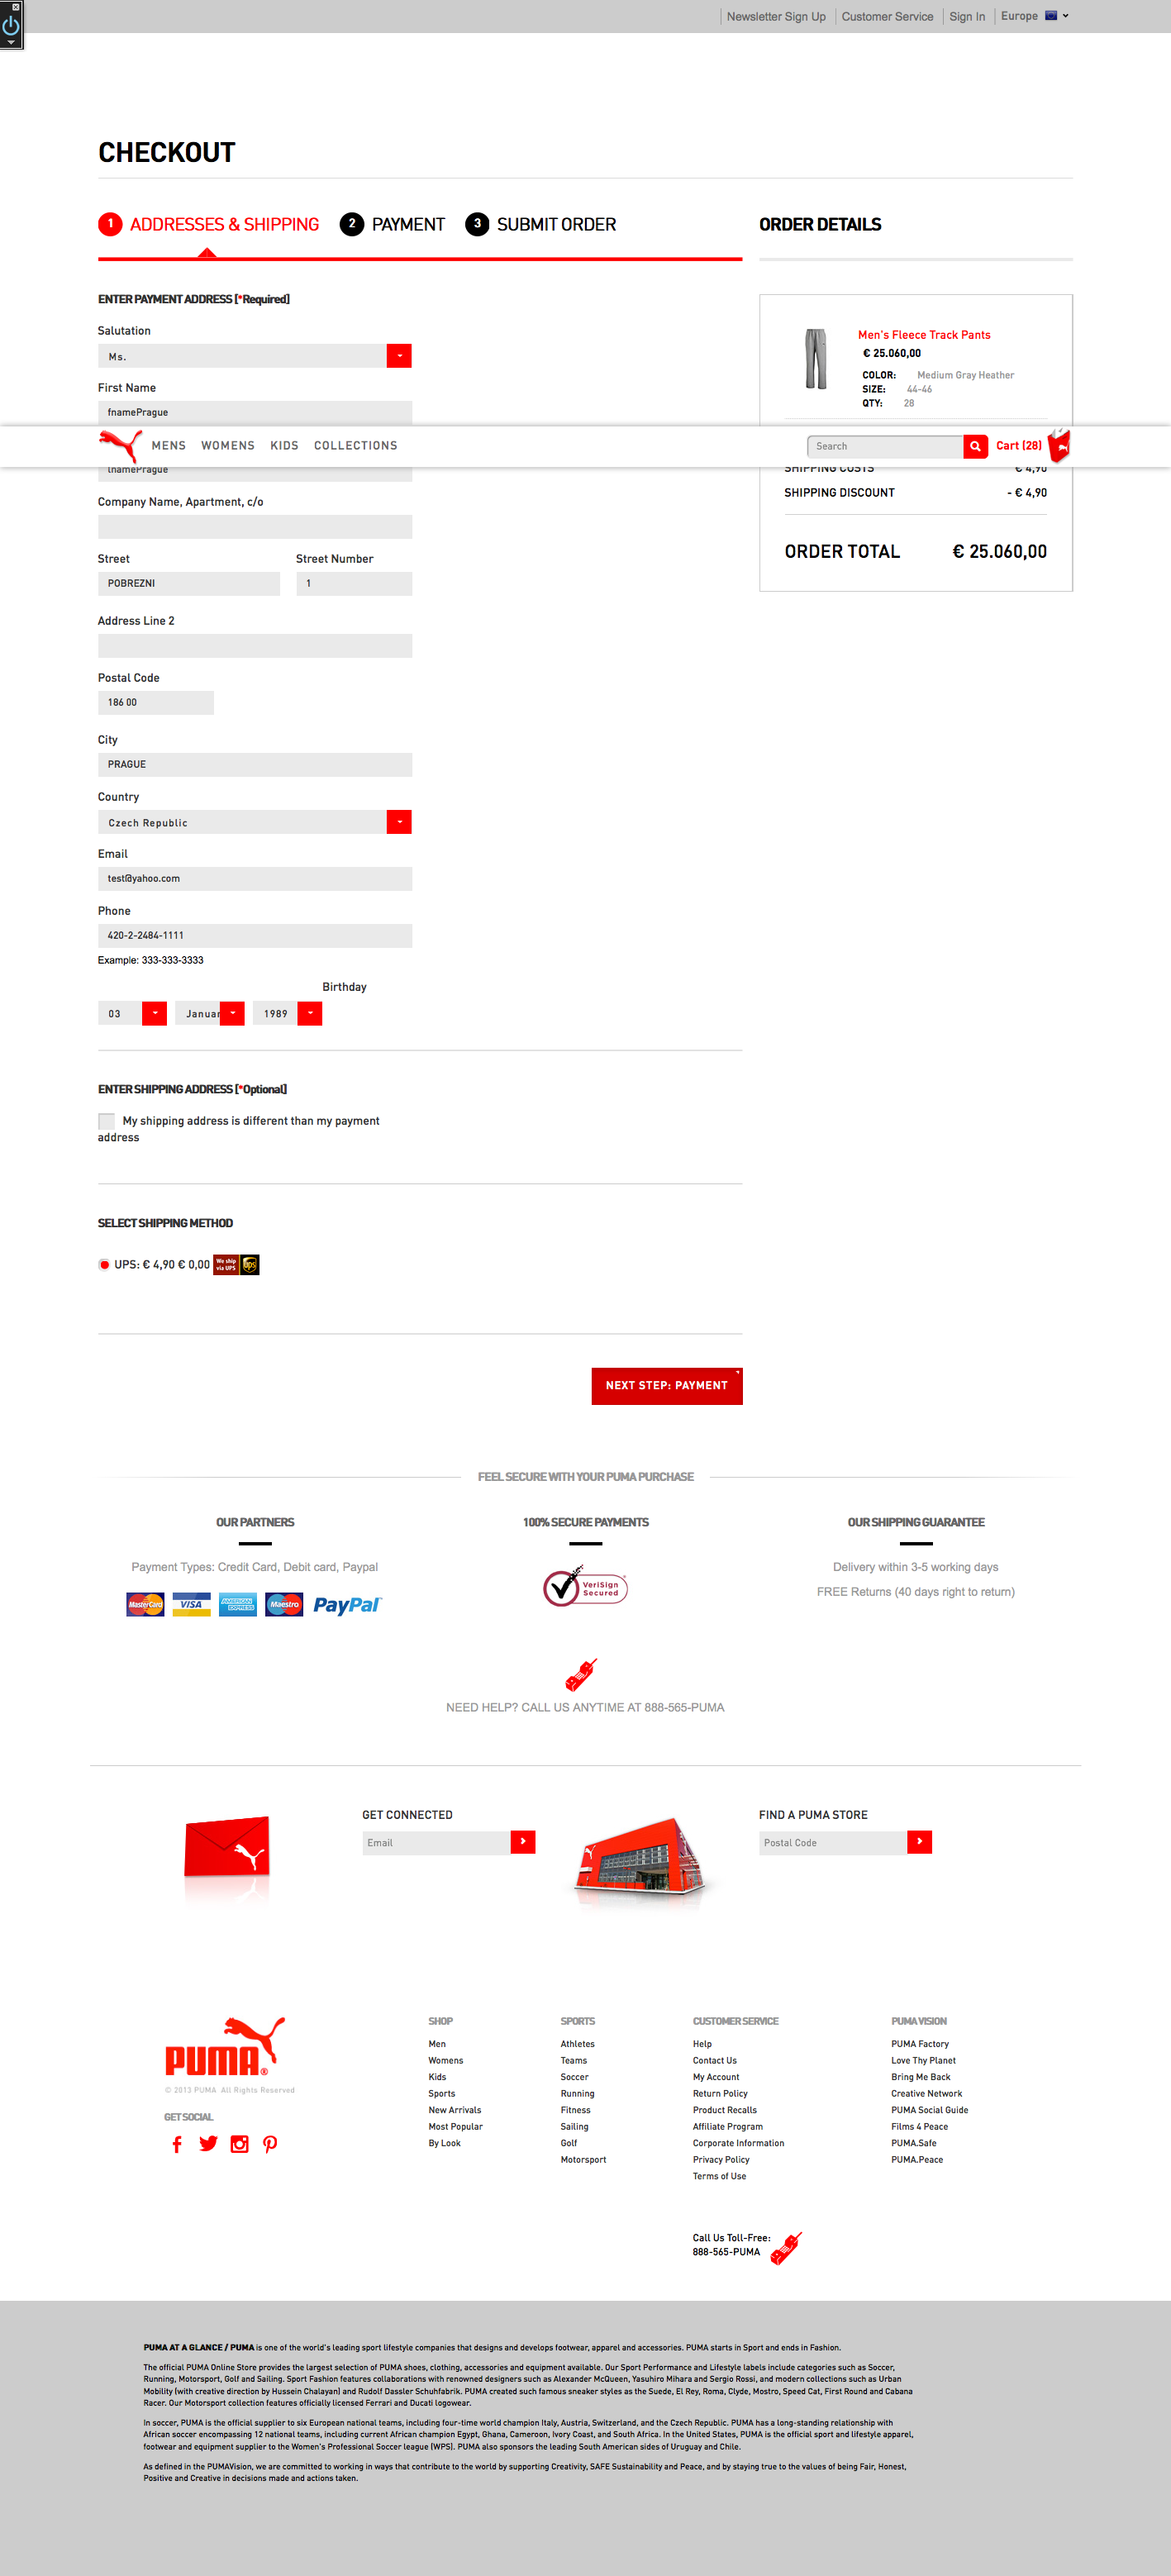 Newsletter Sign Up
Customer Service
Sign In
Europe
CHECKOUT
1 ADDRESSES & SHIPPING
2 PAYMENT
3 SUBMIT ORDER
ORDER DETAILS
ENTER PAYMENT ADDRESS [*Required]
Salutation
Ms.
First Name
fnamePrague
Men's Fleece Track Pants
€ 25.060,00
COLOR: Medium Gray Heather
SIZE: 44-46
QTY: 28
MENS WOMENS KIDS COLLECTIONS
Search
Cart (28)
lnamePrague
SHIPPING COSTS € 4,90
SHIPPING DISCOUNT - € 4,90
ORDER TOTAL € 25.060,00
Company Name, Apartment, c/o
Street Street Number
POBREZNI 1
Address Line 2
Postal Code
186 00
City
PRAGUE
Country
Czech Republic
Email
test@yahoo.com
Phone
420-2-2484-1111
Example: 333-333-3333
Birthday
03 Januar 1989
ENTER SHIPPING ADDRESS [*Optional]
My shipping address is different than my payment
address
SELECT SHIPPING METHOD
UPS: € 4,90 € 0,00 We ship via UPS ups
NEXT STEP: PAYMENT
FEEL SECURE WITH YOUR PUMA PURCHASE
OUR PARTNERS
Payment Types: Credit Card, Debit card, Paypal
MasterCard VISA AMERICAN EXPRESS Maestro PayPal
100% SECURE PAYMENTS
VeriSign
Secured
OUR SHIPPING GUARANTEE
Delivery within 3-5 working days
FREE Returns (40 days right to return)
NEED HELP? CALL US ANYTIME AT 888-565-PUMA
GET CONNECTED
Email
FIND A PUMA STORE
Postal Code
PUMA®
© 2013 PUMA All Rights Reserved
GET SOCIAL
SHOP
Men
Womens
Kids
Sports
New Arrivals
Most Popular
By Look
SPORTS
Athletes
Teams
Soccer
Running
Fitness
Sailing
Golf
Motorsport
CUSTOMER SERVICE
Help
Contact Us
My Account
Return Policy
Product Recalls
Affiliate Program
Corporate Information
Privacy Policy
Terms of Use
PUMA VISION
PUMA Factory
Love Thy Planet
Bring Me Back
Creative Network
PUMA Social Guide
Films 4 Peace
PUMA.Safe
PUMA.Peace
Call Us Toll-Free:
888-565-PUMA
PUMA AT A GLANCE / PUMA is one of the world's leading sport lifestyle companies that designs and develops footwear, apparel and accessories. PUMA starts in Sport and ends in Fashion.
The official PUMA Online Store provides the largest selection of PUMA shoes, clothing, accessories and equipment available. Our Sport Performance and Lifestyle labels include categories such as Soccer,
Running, Motorsport, Golf and Sailing. Sport Fashion features collaborations with renowned designers such as Alexander McQueen, Yasuhiro Mihara and Sergio Rossi, and modern collections such as Urban
Mobility (with creative direction by Hussein Chalayan) and Rudolf Dassler Schuhfabrik. PUMA created such famous sneaker styles as the Suede, El Rey, Roma, Clyde, Mostro, Speed Cat, First Round and Cabana
Racer. Our Motorsport collection features officially licensed Ferrari and Ducati logowear.
In soccer, PUMA is the official supplier to six European national teams, including four-time world champion Italy, Austria, Switzerland, and the Czech Republic. PUMA has a long-standing relationship with
African soccer encompassing 12 national teams, including current African champion Egypt, Ghana, Cameroon, Ivory Coast, and South Africa. In the United States, PUMA is the official sport and lifestyle apparel,
footwear and equipment supplier to the Women's Professional Soccer league (WPS). PUMA also sponsors the leading South American sides of Uruguay and Chile.
As defined in the PUMAVision, we are committed to working in ways that contribute to the world by supporting Creativity, SAFE Sustainability and Peace, and by staying true to the values of being Fair, Honest,
Positive and Creative in decisions made and actions taken.